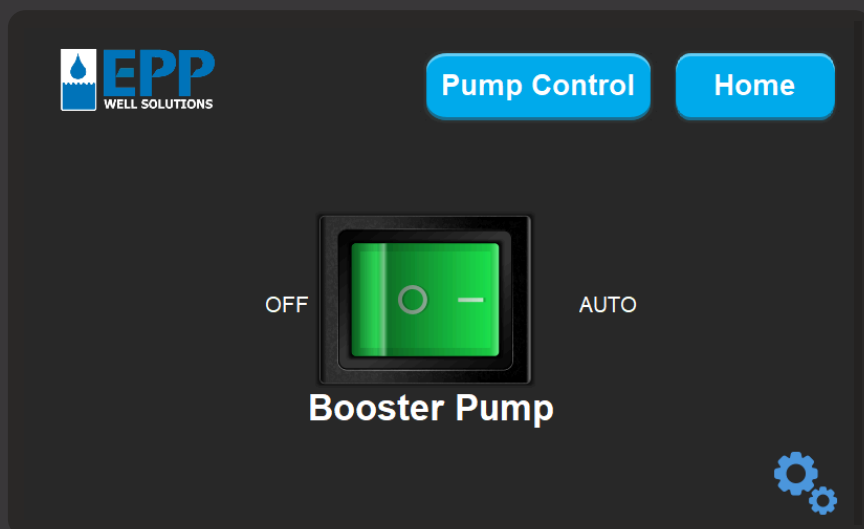 EPP
WELL SOLUTIONS
Pump Control
Home
OFF
AUTO
Booster Pump